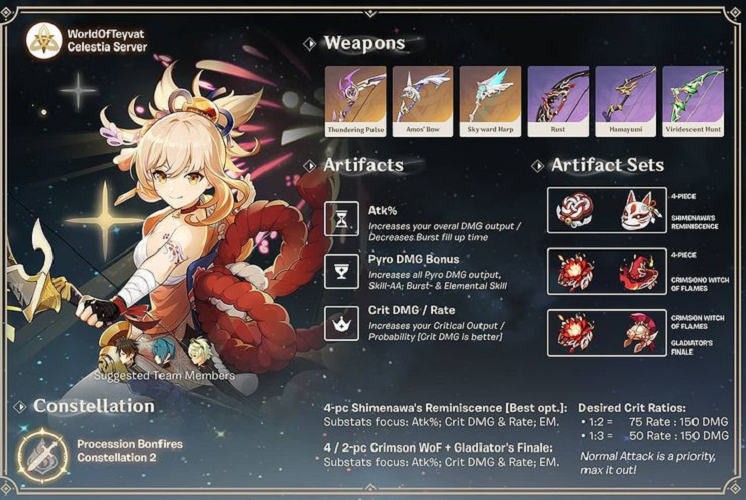 WorldOfTeyvat
Celestia Server
Weapons
Thundering Pulse
Amos' Bow
Skyward Harp
Rust
Hamayumi
Viridescent Hunt
Artifacts
Atk%
Increases your overal DMG output /
Decreases Burst fill up time
Pyro DMG Bonus
Increases all Pyro DMG output,
Skill-AA; Burst- & Elemental Skill
Crit DMG / Rate
Increases your Critical Output /
Probability [Crit DMG is better]
Artifact Sets
4-PIECE
SHIMENAWA'S
REMINISCENCE
4-PIECE
CRIMSONO WITCH
OF FLAMES
CRIMSON WITCH
OF FLAMES
GLADIATOR'S
FINALE
Suggested Team Members
Constellation
Procession Bonfires
Constellation 2
4-pc Shimenawa's Reminiscence [Best opt.]:
Substats focus: Atk%; Crit DMG & Rate; EM.
4 / 2-pc Crimson WoF + Gladiator's Finale:
Substats focus: Atk%; Crit DMG & Rate; EM.
Desired Crit Ratios:
• 1:2 = 75 Rate : 150 DMG
• 1:3 = 50 Rate : 150 DMG
Normal Attack is a priority,
max it out!